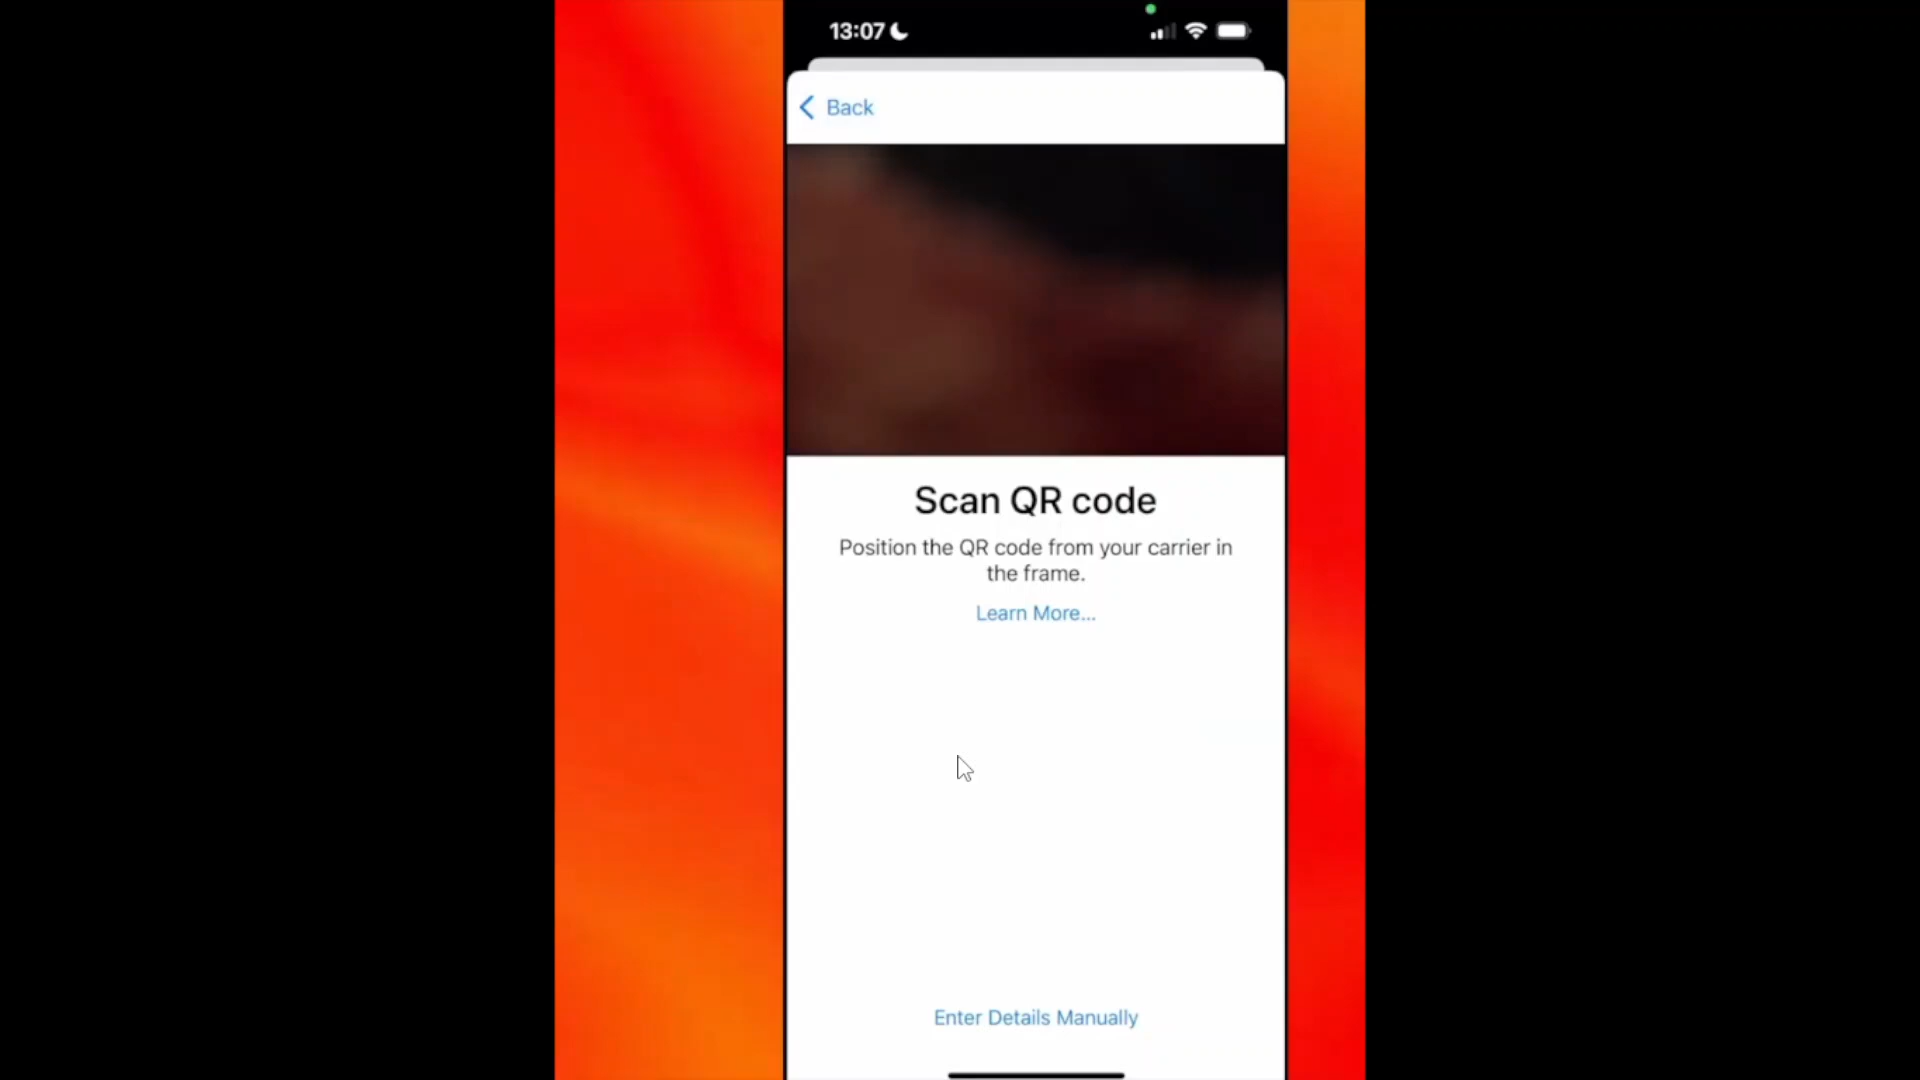 13:07
Back
Scan QR code
Position the QR code from your carrier in
the frame.
Learn More...
Enter Details Manually